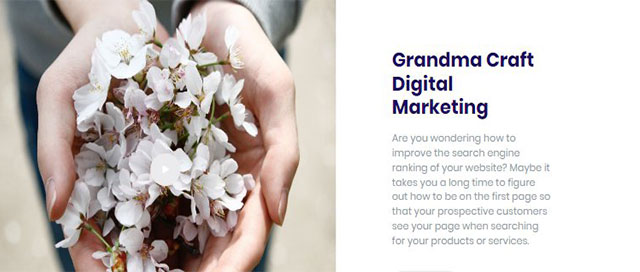 Grandma Craft
Digital
Marketing
Are you wondering how to
improve the search engine
ranking of your website? Maybe it
takes you a long time to figure
out how to be on the first page so
that your prospective customers
see your page when searching
for your products or services.